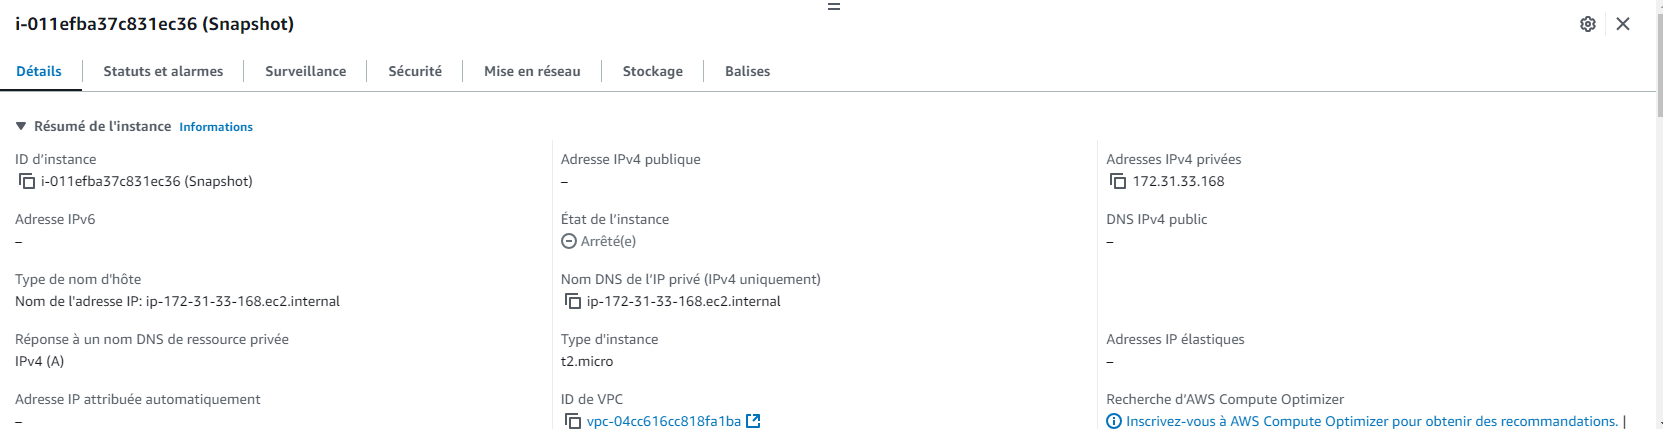 i-011efba37c831ec36 (Snapshot)
Détails Statuts et alarmes Surveillance Sécurité Mise en réseau Stockage Balises
Résumé de l'instance Informations
ID d'instance
i-011efba37c831ec36 (Snapshot)
Adresse IPv4 publique
–
Adresses IPv4 privées
172.31.33.168
Adresse IPv6
–
État de l'instance
Arrêté(e)
DNS IPv4 public
–
Type de nom d'hôte
Nom de l'adresse IP: ip-172-31-33-168.ec2.internal
Nom DNS de l'IP privé (IPv4 uniquement)
ip-172-31-33-168.ec2.internal
Réponse à un nom DNS de ressource privée
IPv4 (A)
Type d'instance
t2.micro
Adresses IP élastiques
–
Adresse IP attribuée automatiquement
–
ID de VPC
vpc-04cc616cc818fa1ba
Recherche d'AWS Compute Optimizer
Inscrivez-vous à AWS Compute Optimizer pour obtenir des recommandations. |